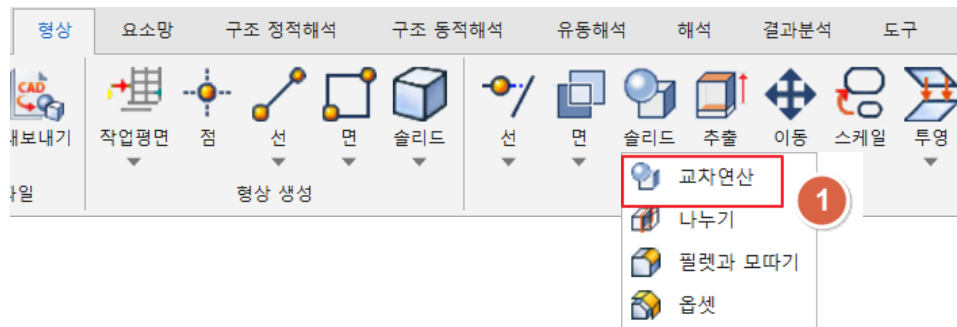 형상 요소망 구조 정적해석 구조 동적해석 유동해석 해석 결과분석 도구
CAD
내보내기 작업평면 점 선 면 솔리드 선 면 솔리드 추출 이동 스케일 투영
형상 생성
교차연산
1
나누기
필렛과 모따기
옵셋